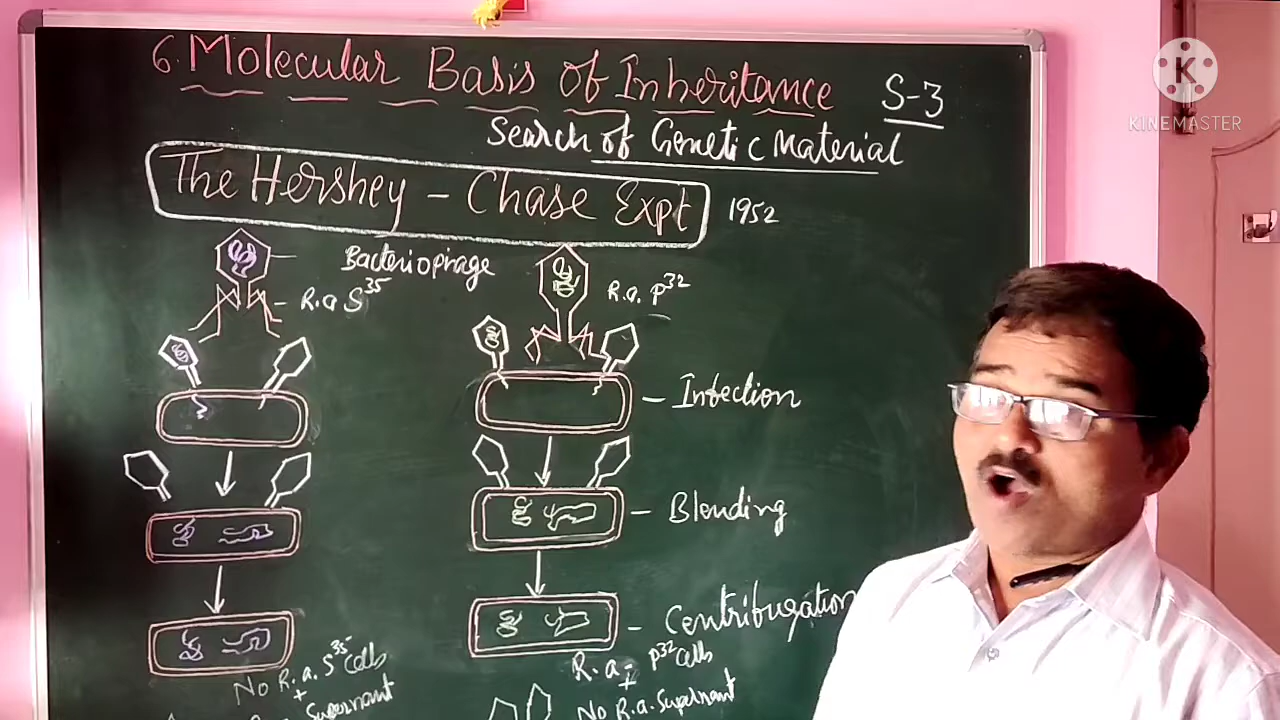 6. Molecular Basis of Inheritance S-3
Search of Genetic Material
The Hershey - Chase Expt 1952
Bacteriophage
R.a S35
R.a. P32
Infection
Blending
Centrifugation
No R.a. S35 Cells
+
Supernant
R.a- P32 Cells
+
No R.a. Supernant
K
KINEMASTER